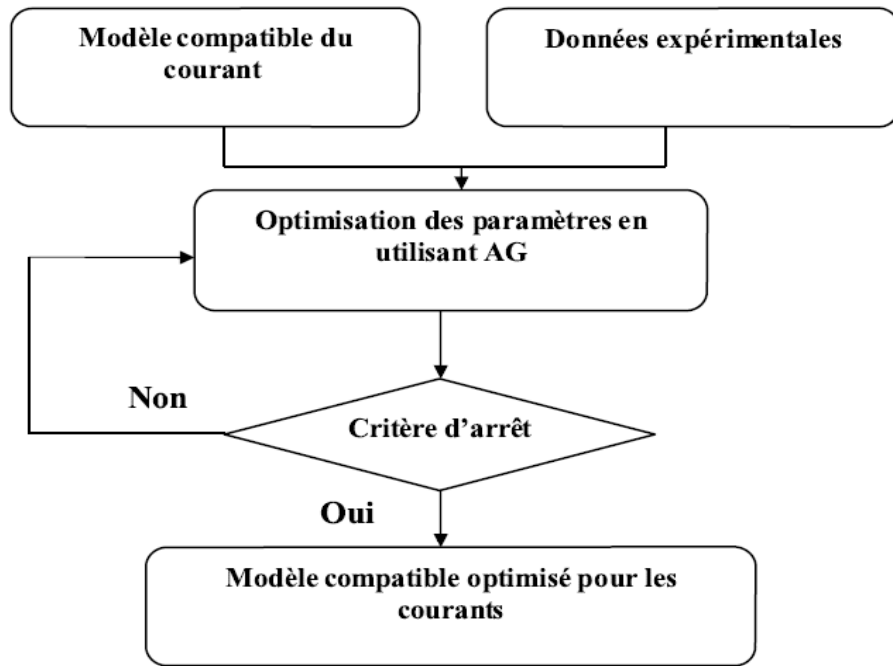 Modèle compatible du
courant
Données expérimentales
Optimisation des paramètres en
utilisant AG
Non
Critère d'arrêt
Oui
Modèle compatible optimisé pour les
courants